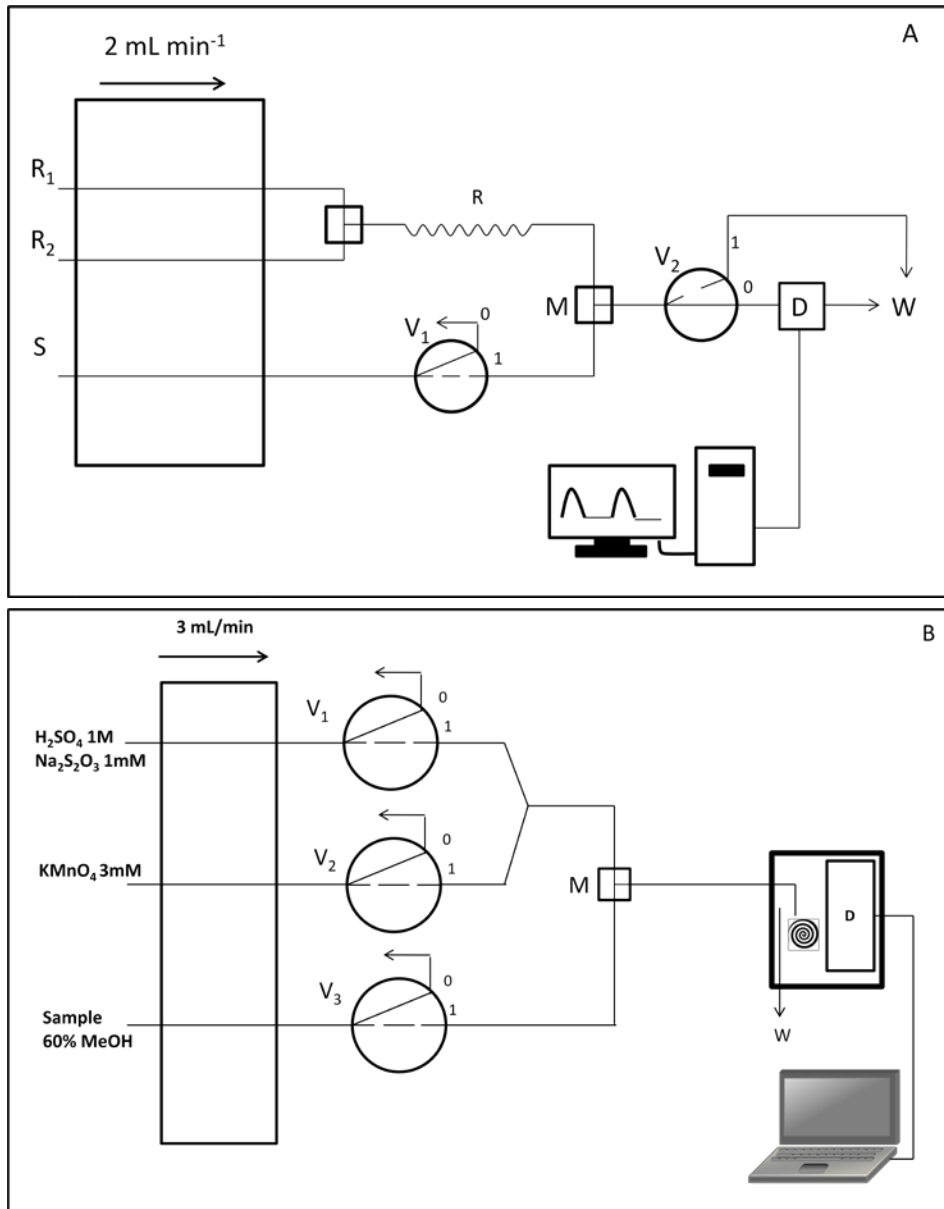 A
2 mL min⁻¹
R₁
R₂
R
S
V₁
0
1
M
V₂
1
0
D
W
B
3 mL/min
H₂SO₄ 1M
Na₂S₂O₃ 1mM
V₁
0
1
KMnO₄ 3mM
V₂
0
1
M
D
W
Sample
60% MeOH
V₃
0
1